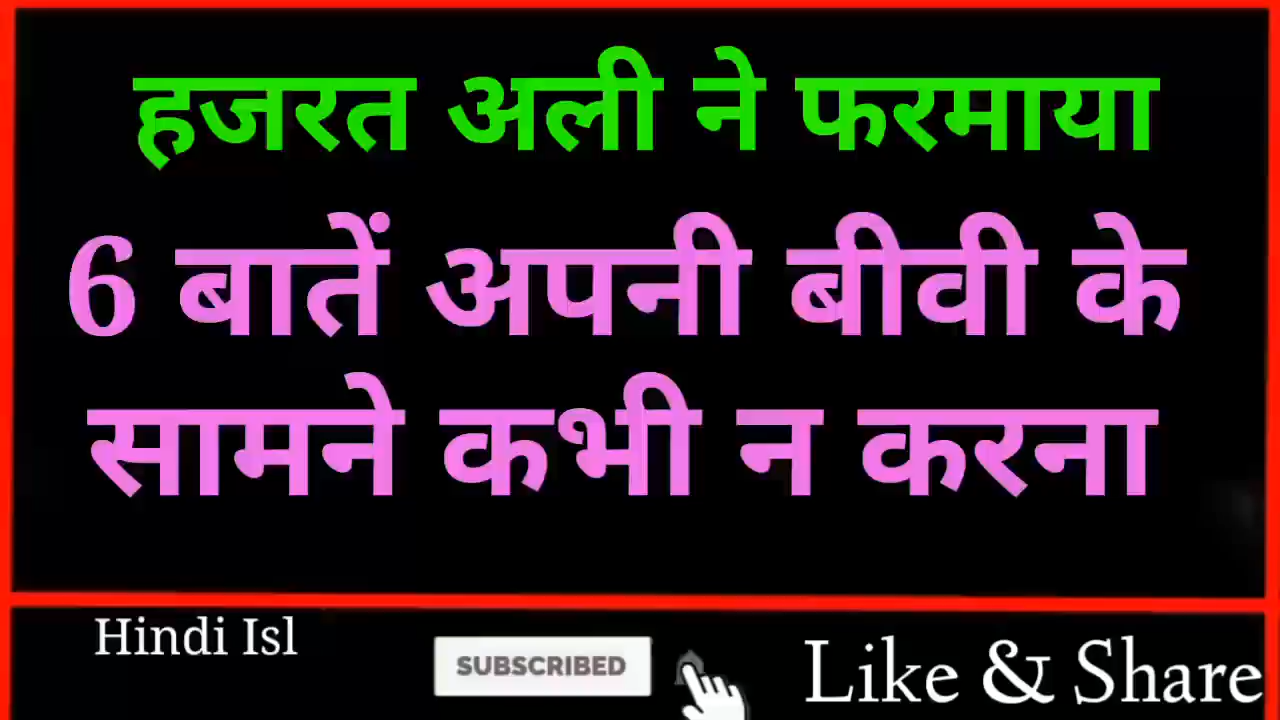 हजरत अली ने फरमाया
6 बातें अपनी बीवी के
सामने कभी न करना
Hindi Isl
SUBSCRIBED
Like & Share